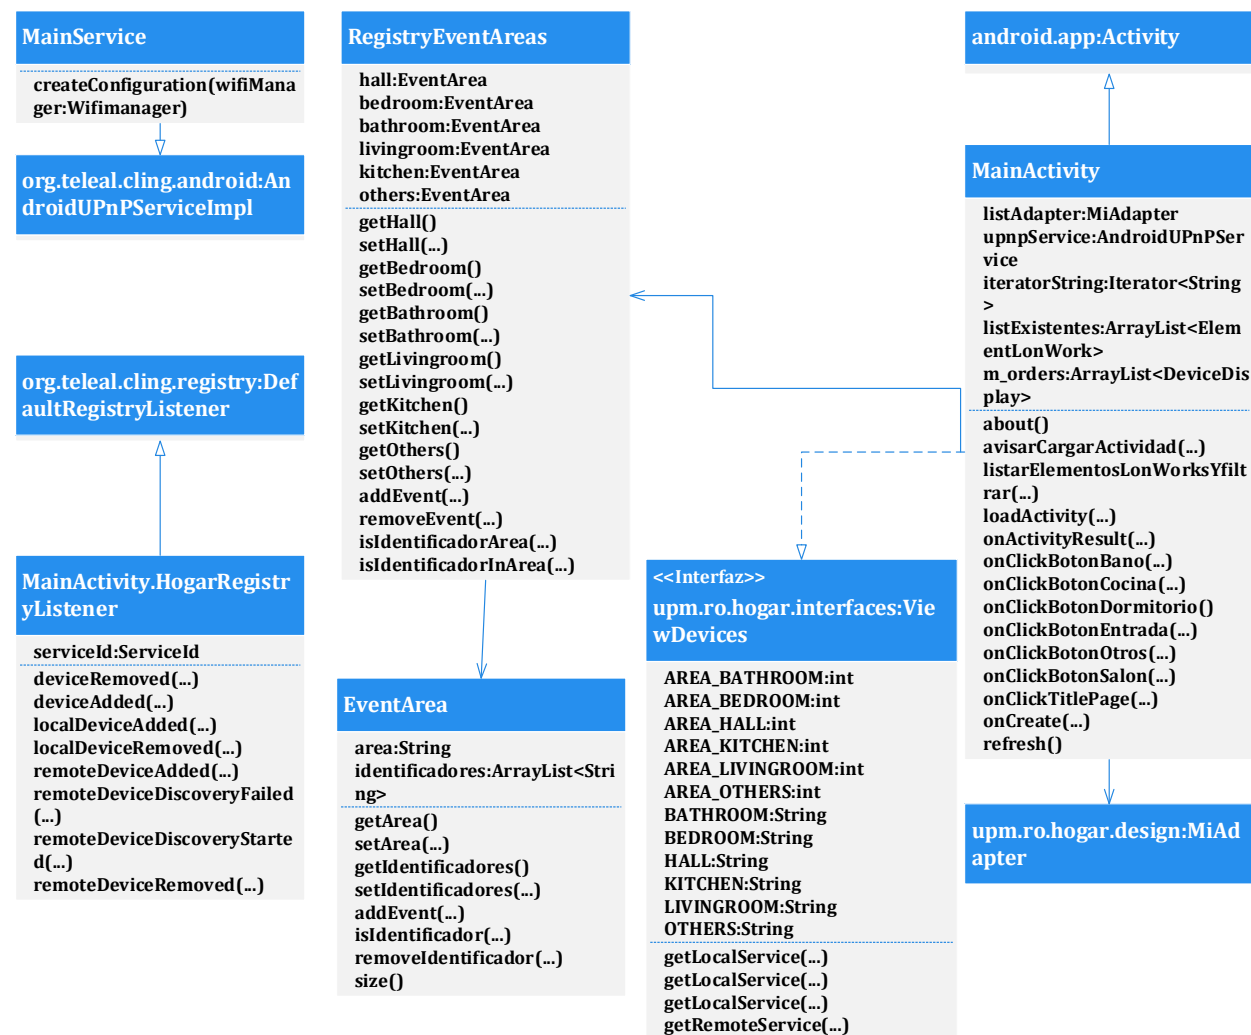 MainService
createConfiguration(wifiMana
ger:Wifimanager)
org.teleal.cling.android:An
droidUPnPServiceImpl
org.teleal.cling.registry:Def
aultRegistryListener
MainActivity.HogarRegistr
yListener
serviceId:ServiceId
deviceRemoved(...)
deviceAdded(...)
localDeviceAdded(...)
localDeviceRemoved(...)
remoteDeviceAdded(...)
remoteDeviceDiscoveryFailed
(...)
remoteDeviceDiscoveryStarte
d(...)
remoteDeviceRemoved(...)
RegistryEventAreas
hall:EventArea
bedroom:EventArea
bathroom:EventArea
livingroom:EventArea
kitchen:EventArea
others:EventArea
getHall()
setHall(...)
getBedroom()
setBedroom(...)
getBathroom()
setBathroom(...)
getLivingroom()
setLivingroom(...)
getKitchen()
setKitchen(...)
getOthers()
setOthers(...)
addEvent(...)
removeEvent(...)
isIdentificadorArea(...)
isIdentificadorInArea(...)
EventArea
area:String
identificadores:ArrayList<Stri
ng>
getArea()
setArea(...)
getIdentificadores()
setIdentificadores(...)
addEvent(...)
isIdentificador(...)
removeIdentificador(...)
size()
<<Interfaz>>
upm.ro.hogar.interfaces:Vie
wDevices
AREA_BATHROOM:int
AREA_BEDROOM:int
AREA_HALL:int
AREA_KITCHEN:int
AREA_LIVINGROOM:int
AREA_OTHERS:int
BATHROOM:String
BEDROOM:String
HALL:String
KITCHEN:String
LIVINGROOM:String
OTHERS:String
getLocalService(...)
getLocalService(...)
getLocalService(...)
getRemoteService(...)
android.app:Activity
MainActivity
listAdapter:MiAdapter
upnpService:AndroidUPnPSer
vice
iteratorString:Iterator<String
>
listExistentes:ArrayList<Elem
entLonWork>
m_orders:ArrayList<DeviceDis
play>
about()
avisarCargarActividad(...)
listarElementosLonWorksYfilt
rar(...)
loadActivity(...)
onActivityResult(...)
onClickBotonBano(...)
onClickBotonCocina(...)
onClickBotonDormitorio()
onClickBotonEntrada(...)
onClickBotonOtros(...)
onClickBotonSalon(...)
onClickTitlePage(...)
onCreate(...)
refresh()
upm.ro.hogar.design:MiAd
apter